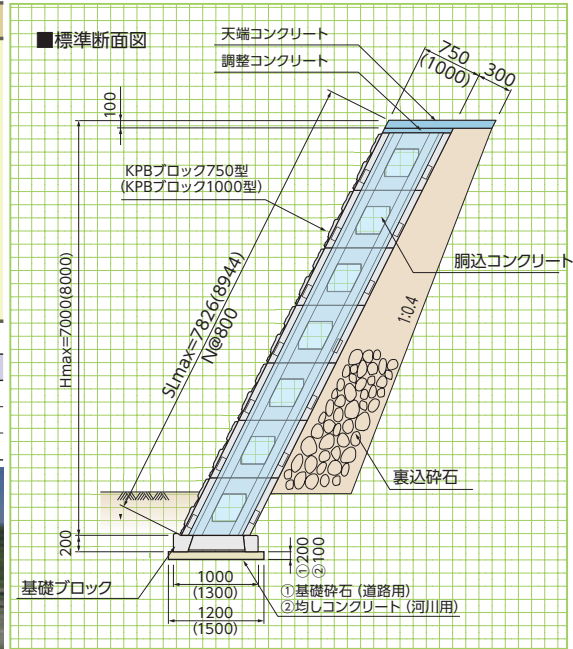 ■標準断面図
天端コンクリート
調整コンクリート
750
(1000)
300
100
KPBブロック750型
(KPBブロック1000型)
胴込コンクリート
Hmax=7000(8000)
SLmax=7826(8944)
N@800
1:0.4
裏込砕石
200
①200
②100
基礎ブロック
1000
(1300)
1200
(1500)
①基礎砕石 (道路用)
②均しコンクリート (河川用)